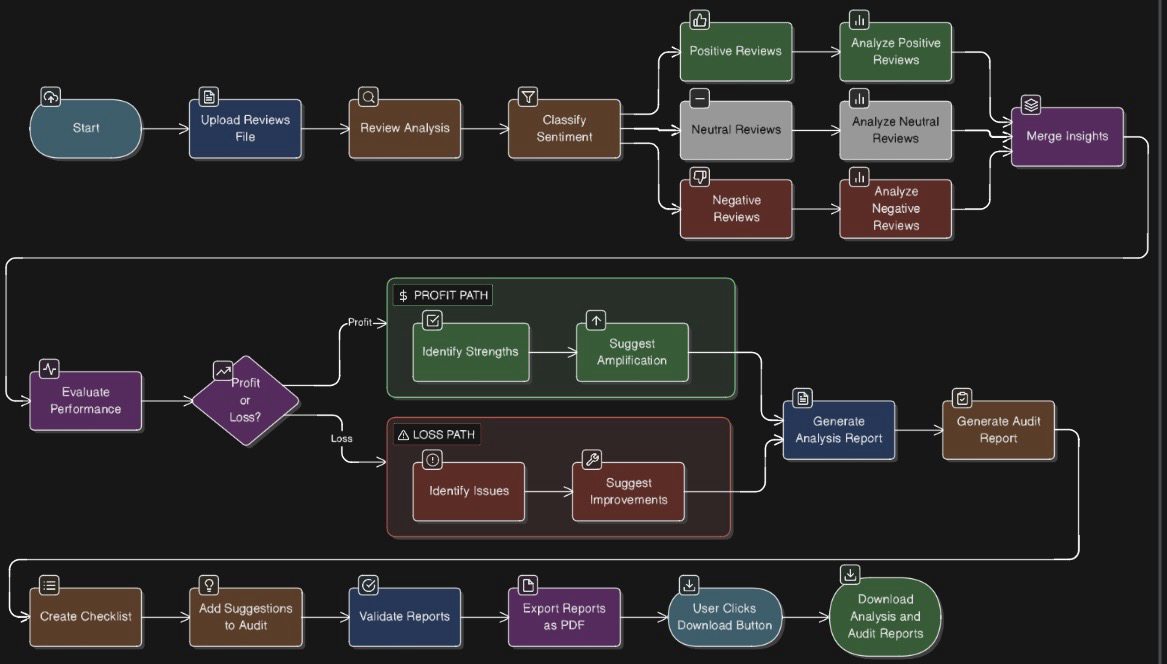 Start
Upload Reviews
File
Review Analysis
Classify
Sentiment
Positive Reviews
Analyze Positive
Reviews
Neutral Reviews
Analyze Neutral
Reviews
Negative
Reviews
Analyze
Negative
Reviews
Merge Insights
Evaluate
Performance
Profit
or
Loss?
Profit
Loss
$ PROFIT PATH
Identify Strengths
Suggest
Amplification
LOSS PATH
Identify Issues
Suggest
Improvements
Generate
Analysis Report
Generate Audit
Report
Create Checklist
Add Suggestions
to Audit
Validate Reports
Export Reports
as PDF
User Clicks
Download Button
Download
Analysis and
Audit Reports